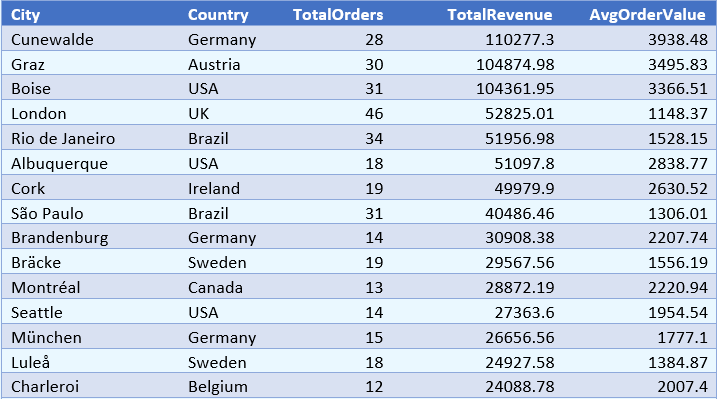 City Country TotalOrders TotalRevenue AvgOrderValue
Cunewalde Germany 28 110277.3 3938.48
Graz Austria 30 104874.98 3495.83
Boise USA 31 104361.95 3366.51
London UK 46 52825.01 1148.37
Rio de Janeiro Brazil 34 51956.98 1528.15
Albuquerque USA 18 51097.8 2838.77
Cork Ireland 19 49979.9 2630.52
São Paulo Brazil 31 40486.46 1306.01
Brandenburg Germany 14 30908.38 2207.74
Bräcke Sweden 19 29567.56 1556.19
Montréal Canada 13 28872.19 2220.94
Seattle USA 14 27363.6 1954.54
München Germany 15 26656.56 1777.1
Luleå Sweden 18 24927.58 1384.87
Charleroi Belgium 12 24088.78 2007.4